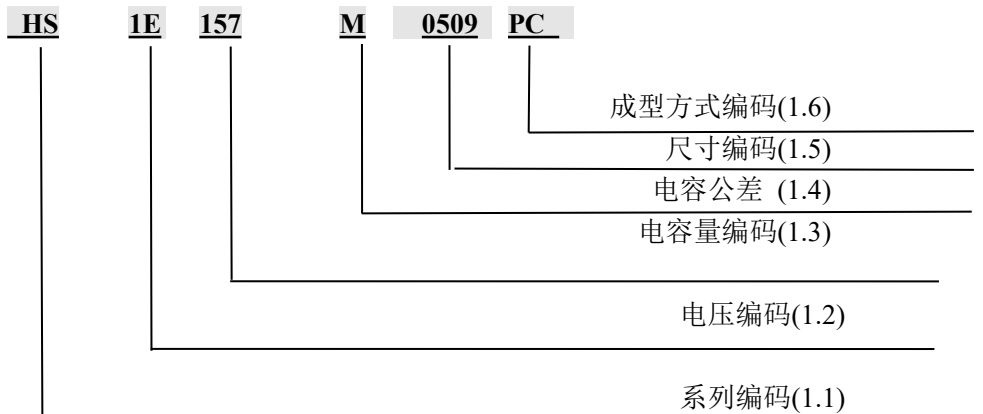 HS 1E 157 M 0509 PC
成型方式编码(1.6)
尺寸编码(1.5)
电容公差 (1.4)
电容量编码(1.3)
电压编码(1.2)
系列编码(1.1)